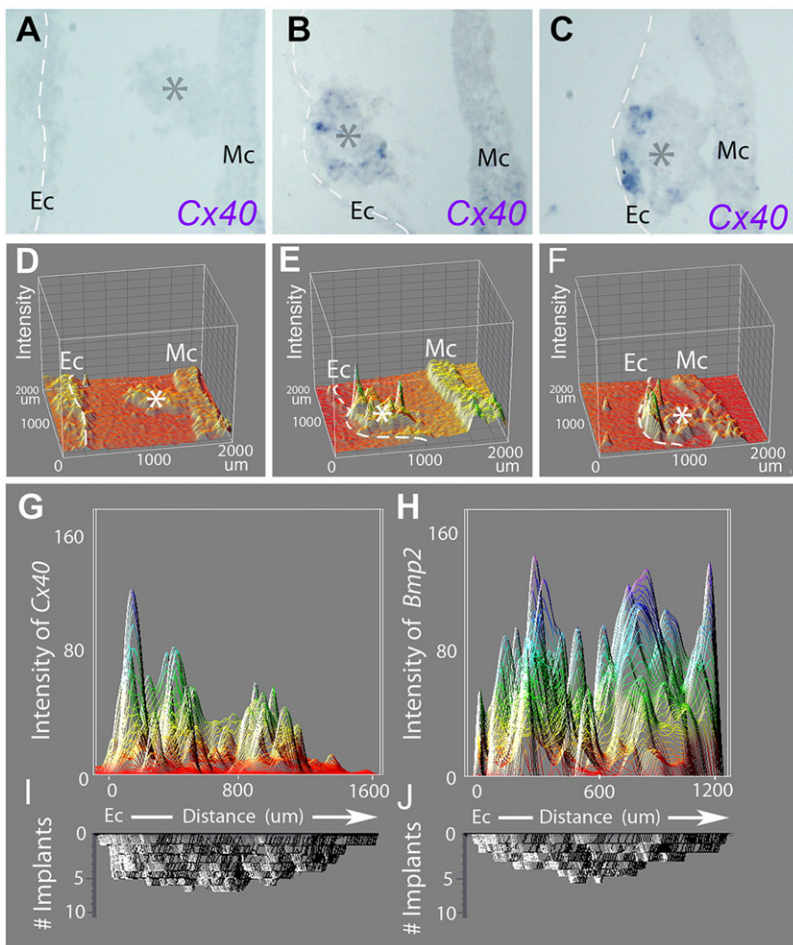 A
B
C
*
*
*
Mc
Mc
Mc
Ec
Ec
Ec
Cx40
Cx40
Cx40
D
E
F
Intensity
Intensity
Intensity
Ec
Mc
Ec
Mc
Ec
Mc
*
*
*
2000
um
1000
0
1000
2000
um
2000
um
1000
0
1000
2000
um
2000
um
1000
0
1000
2000
um
G
H
Intensity of Cx40
160
80
0
0
800
1600
Intensity of Bmp2
160
80
0
0
600
1200
I
J
Ec Distance (um)
Ec Distance (um)
# Implants
0
5
10
# Implants
0
5
10